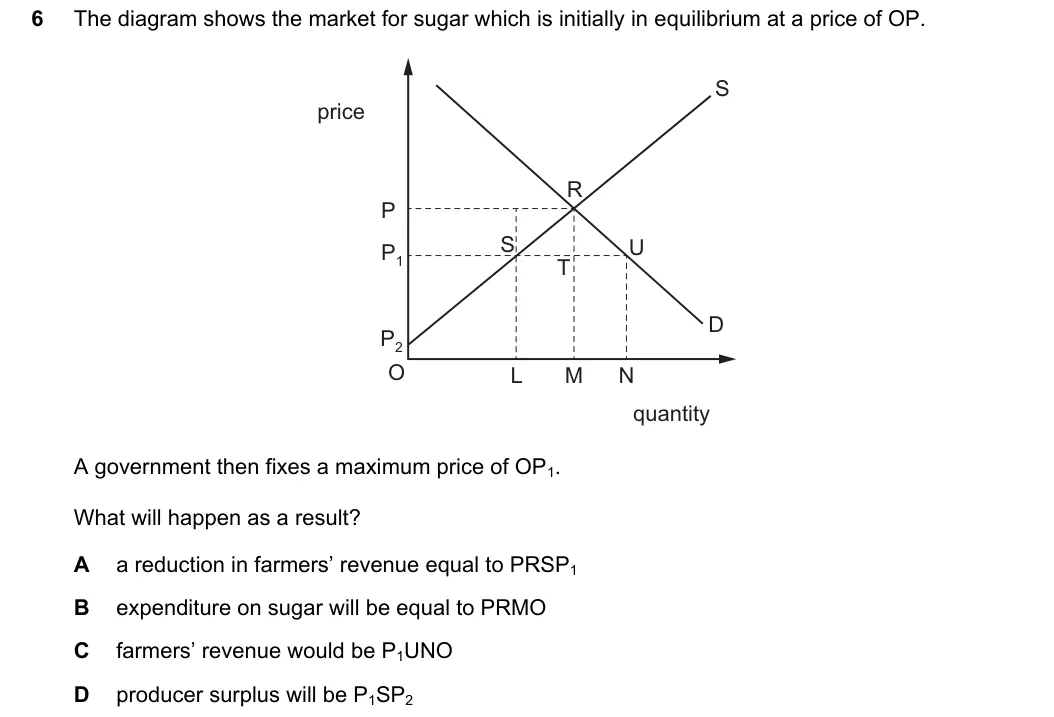 6 The diagram shows the market for sugar which is initially in equilibrium at a price of OP.
price
S
R
P
P₁
S
U
T
P₂
D
O
L M N
quantity
A government then fixes a maximum price of OP₁.
What will happen as a result?
A a reduction in farmers’ revenue equal to PRSP₁
B expenditure on sugar will be equal to PRMO
C farmers’ revenue would be P₁UNO
D producer surplus will be P₁SP₂